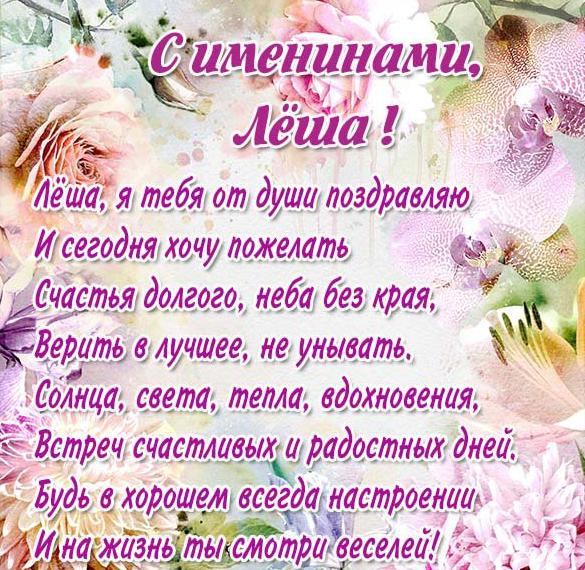 С именинами,
Лёша !
Лёша, я тебя от души поздравляю
И сегодня хочу пожелать
Счастья долгого, неба без края,
Верить в лучшее, не унывать.
Солнца, света, тепла, вдохновения,
Встреч счастливых и радостных дней.
Будь в хорошем всегда настроении
И на жизнь ты смотри веселей!